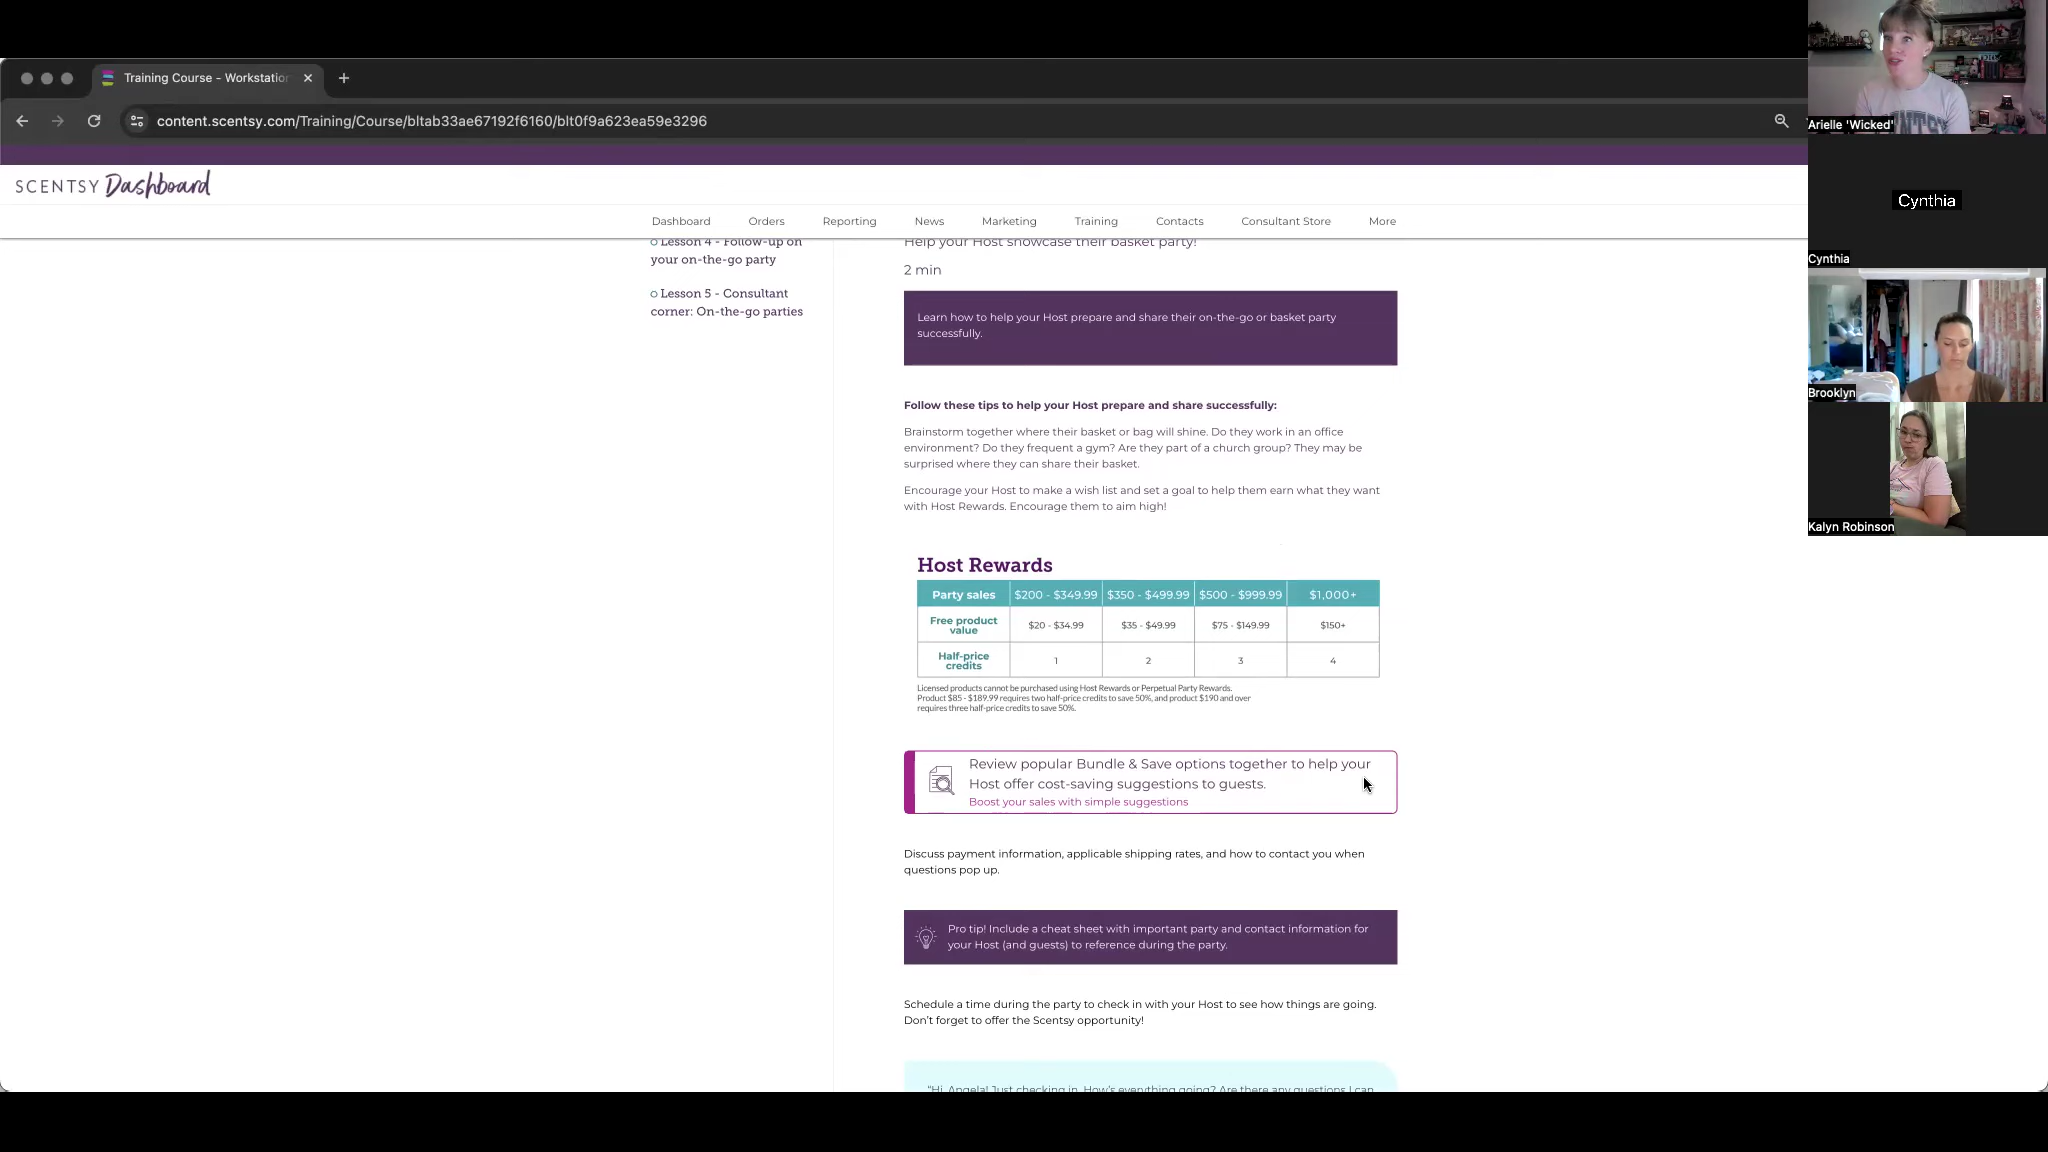 Training Course - Workstation
content.scentsy.com/Training/Course/bltab33ae67192f6160/blt0f9a623ea59e3296
SCENTSY Dashboard
Dashboard Orders Reporting News Marketing Training Contacts Consultant Store More
Lesson 4 - Follow-up on
your on-the-go party
Lesson 5 - Consultant
corner: On-the-go parties
Help your Host showcase their basket party!
2 min
Learn how to help your Host prepare and share their on-the-go or basket party
successfully.
Follow these tips to help your Host prepare and share successfully:
Brainstorm together where their basket or bag will shine. Do they work in an office
environment? Do they frequent a gym? Are they part of a church group? They may be
surprised where they can share their basket.
Encourage your Host to make a wish list and set a goal to help them earn what they want
with Host Rewards. Encourage them to aim high!
Host Rewards
Party sales $200 - $349.99 $350 - $499.99 $500 - $999.99 $1,000+
Free product
value
$20 - $34.99 $35 - $49.99 $75 - $149.99 $150+
Half-price
credits
1 2 3 4
Licensed products cannot be purchased using Host Rewards or Perpetual Party Rewards.
Product $85 - $189.99 requires two half-price credits to save 50%, and product $190 and over
requires three half-price credits to save 50%.
Review popular Bundle & Save options together to help your
Host offer cost-saving suggestions to guests.
Boost your sales with simple suggestions
Discuss payment information, applicable shipping rates, and how to contact you when
questions pop up.
Pro tip! Include a cheat sheet with important party and contact information for
your Host (and guests) to reference during the party.
Schedule a time during the party to check in with your Host to see how things are going.
Don't forget to offer the Scentsy opportunity!
"Hi, Angela! Just checking in. How's everything going? Are there any questions I can
Arielle 'Wicked'
Cynthia
Cynthia
Brooklyn
Kalyn Robinson